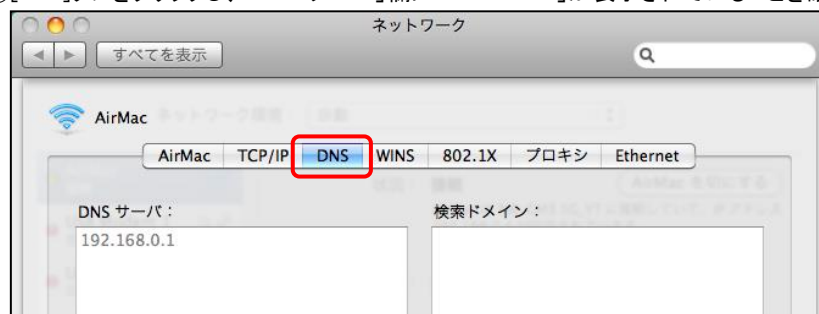 ネットワーク
すべてを表示
AirMac
AirMac TCP/IP DNS WINS 802.1X プロキシ Ethernet
DNS サーバ： 検索ドメイン：
192.168.0.1